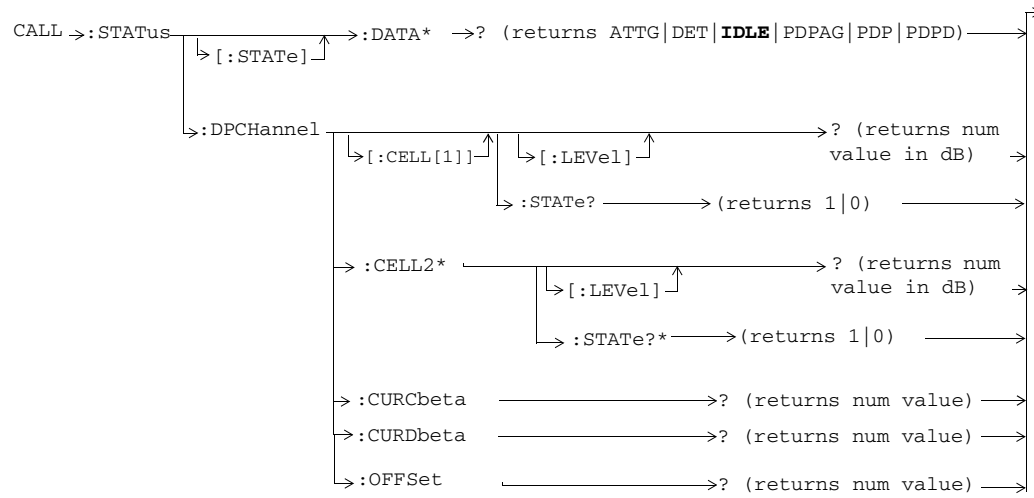 CALL :STATus :DATA* ? (returns ATTG|DET|IDLE|PDPAG|PDP|PDPD)
[:STATe]
:DPCHannel ? (returns num
[:CELL[1]] [:LEVel] value in dB)
:STATe? (returns 1|0)
:CELL2* ? (returns num
[:LEVel] value in dB)
:STATe?* (returns 1|0)
:CURCbeta ? (returns num value)
:CURDbeta ? (returns num value)
:OFFSet ? (returns num value)